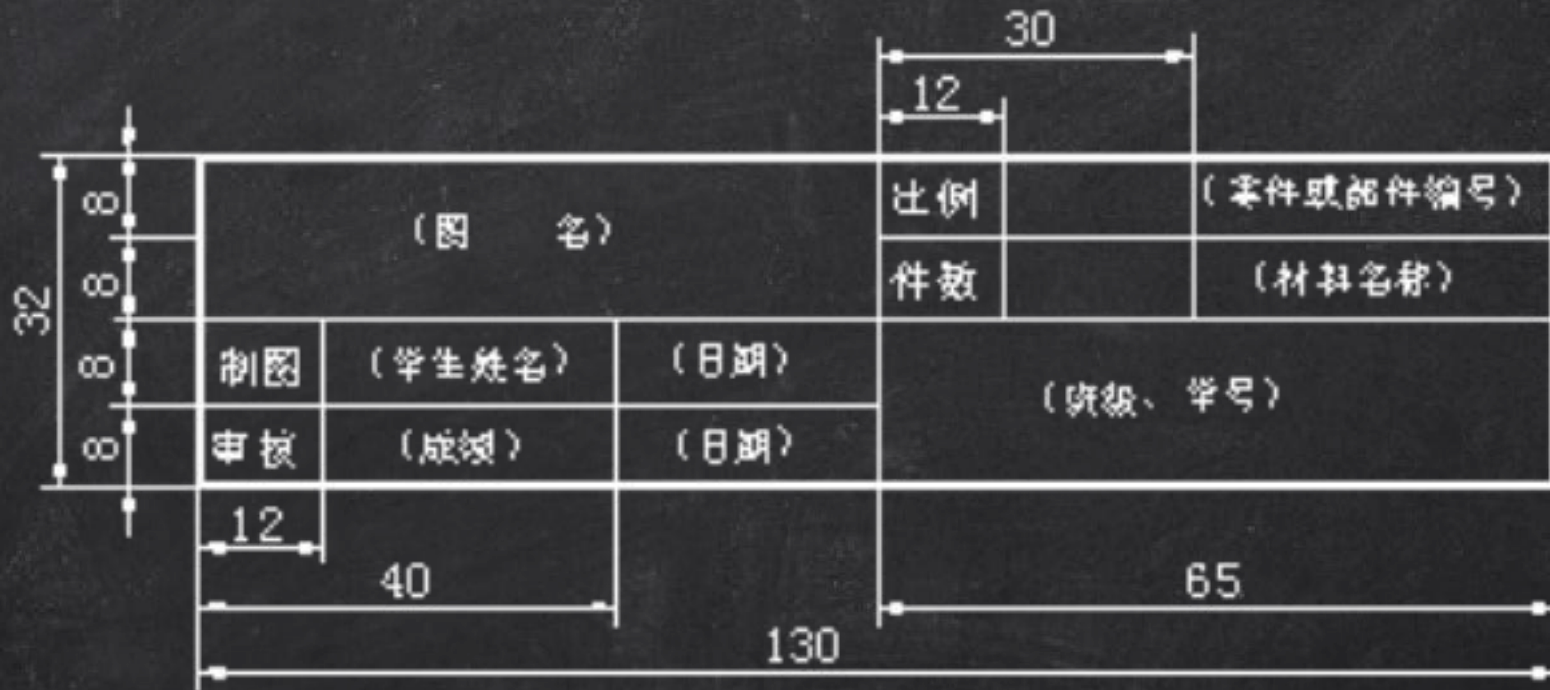 30
12
8
8
32
8
8
(图 名)
比例
(零件或部件编号)
件数
(材料名称)
制图
(学生姓名)
(日期)
(班级、学号)
审核
(成绩)
(日期)
12
40
65
130